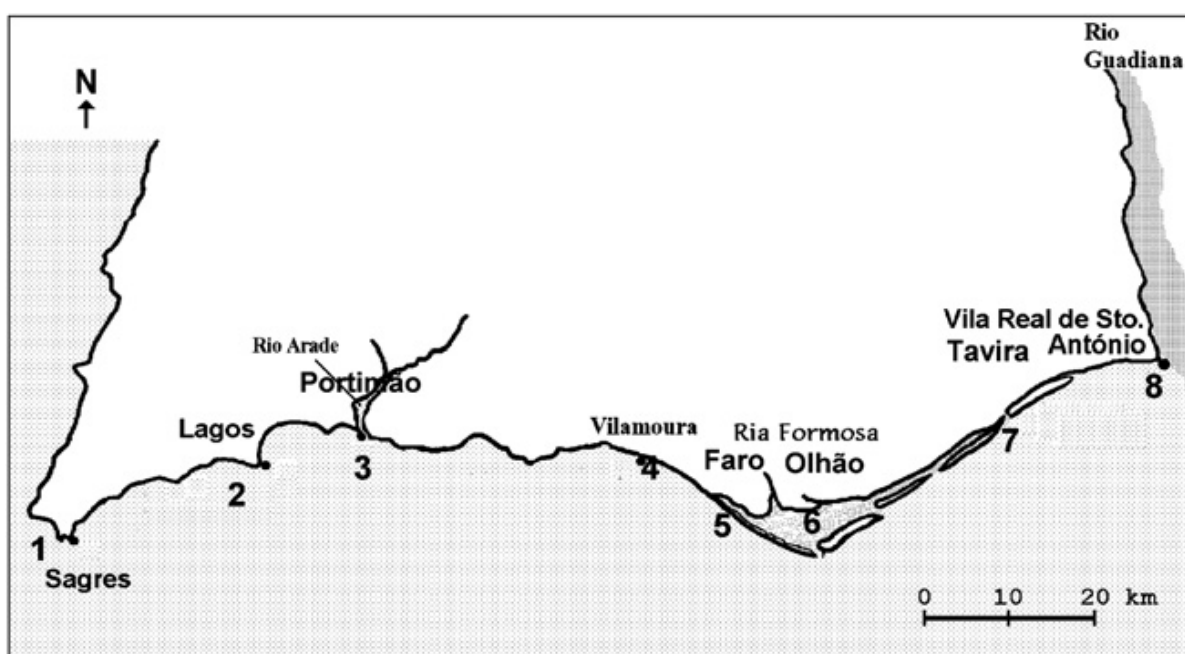 Rio
Guadiana
N
Vila Real de Sto.
Tavira António
Rio Arade
Portimão
8
Lagos
Vilamoura
Ria Formosa
Faro Olhão
3
2
4
7
5
6
1
Sagres
0 10 20 km